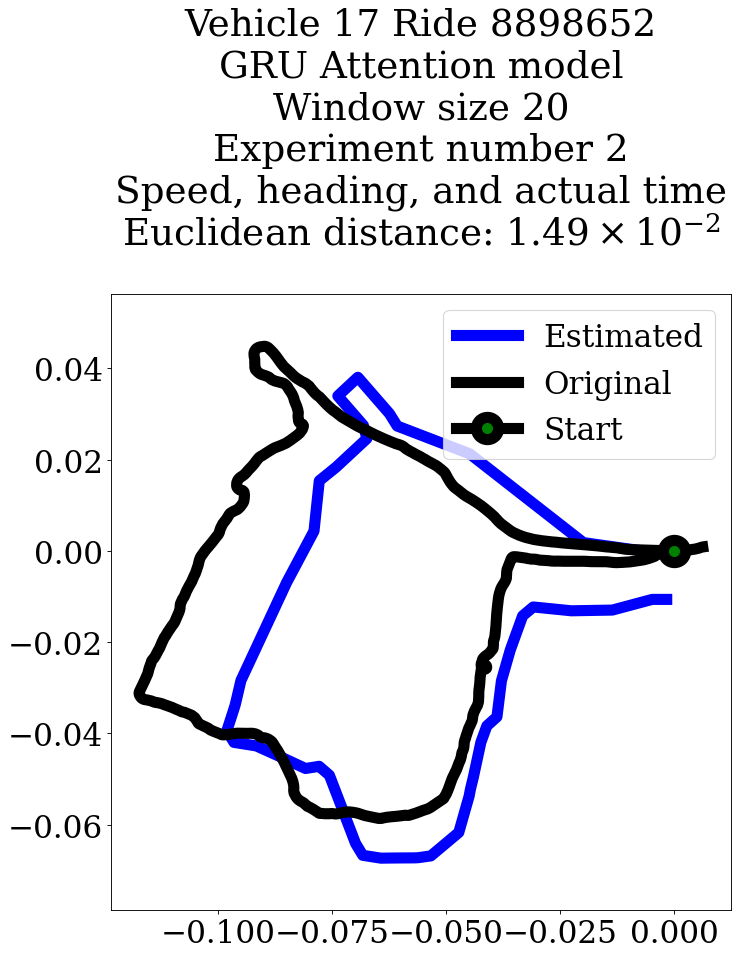 Vehicle 17 Ride 8898652
GRU Attention model
Window size 20
Experiment number 2
Speed, heading, and actual time
Euclidean distance: 1.49 × 10⁻²
Estimated
Original
Start
0.04
0.02
0.00
−0.02
−0.04
−0.06
−0.100 −0.075 −0.050 −0.025 0.000